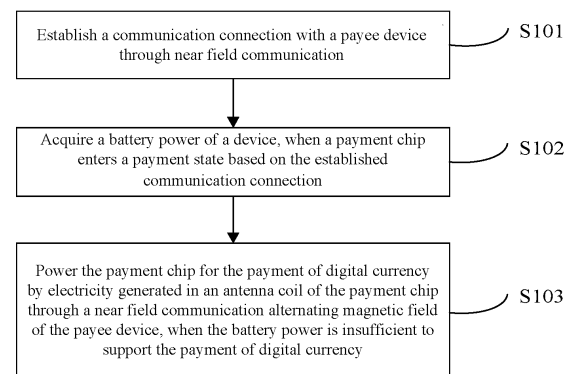 Establish a communication connection with a payee device
through near field communication
S101
Acquire a battery power of a device, when a payment chip
enters a payment state based on the established
communication connection
S102
Power the payment chip for the payment of digital currency
by electricity generated in an antenna coil of the payment chip
through a near field communication alternating magnetic field
of the payee device, when the battery power is insufficient to
support the payment of digital currency
S103